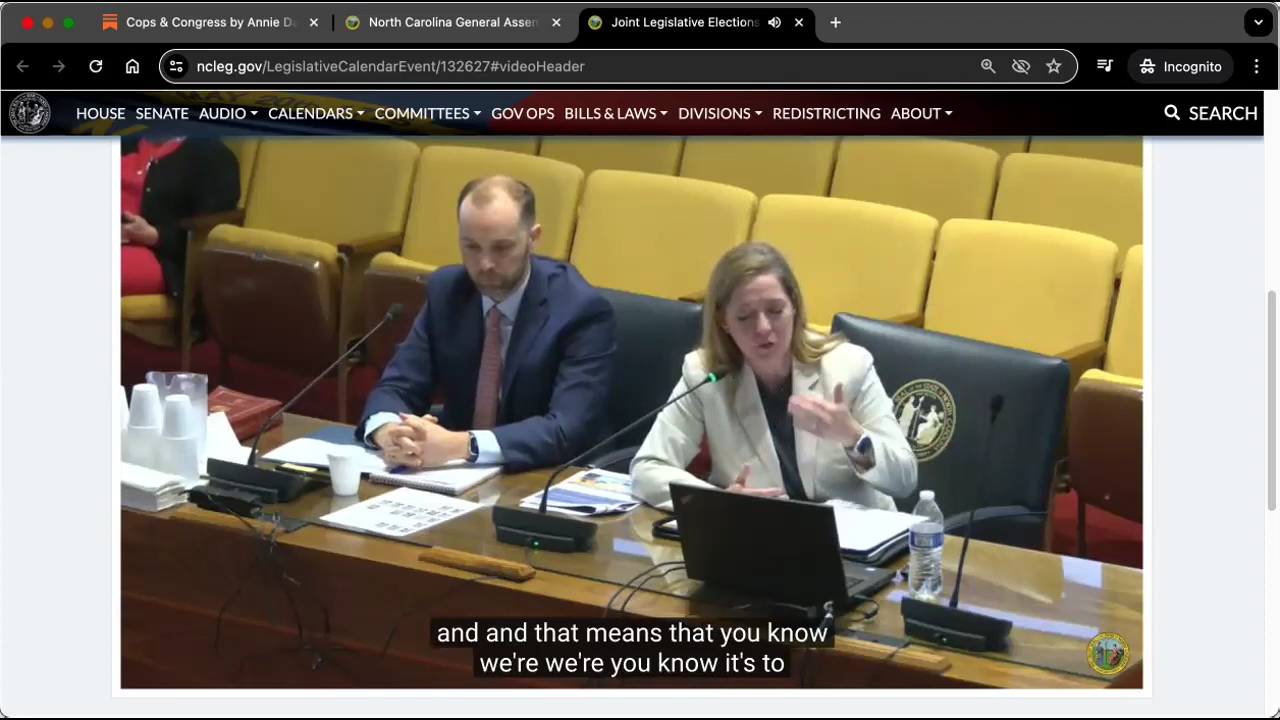 Cops & Congress by Annie D
North Carolina General Assem
Joint Legislative Elections
ncleg.gov/LegislativeCalendarEvent/132627#videoHeader
Incognito
HOUSE SENATE AUDIO CALENDARS COMMITTEES GOV OPS BILLS & LAWS DIVISIONS REDISTRICTING ABOUT
SEARCH
and and that means that you know
we're we're you know it's to